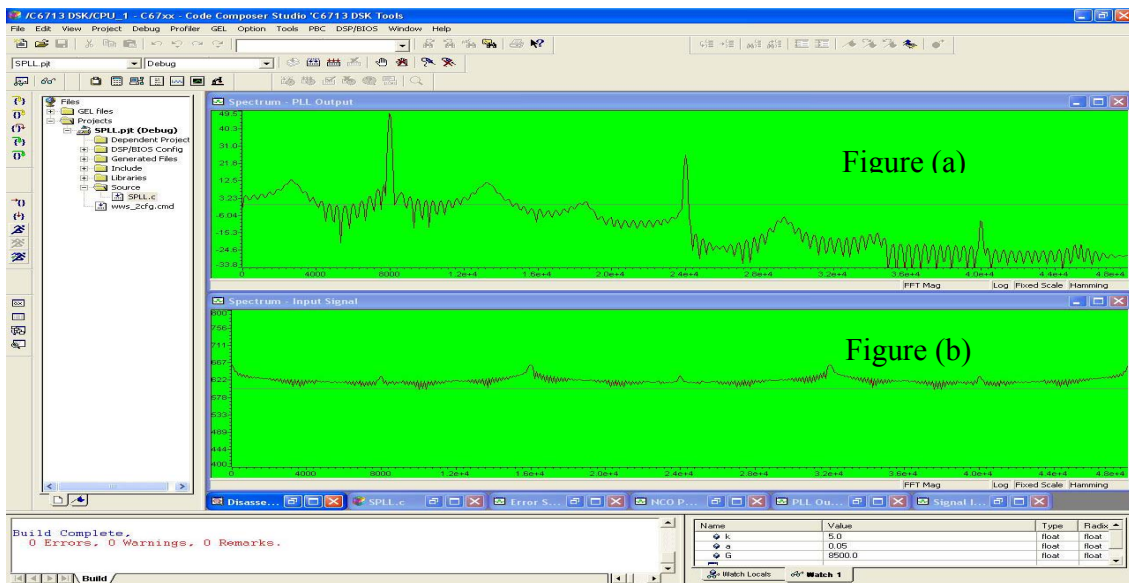 /C6713 DSK/CPU_1 - C67xx - Code Composer Studio 'C6713 DSK Tools
File Edit View Project Debug Profiler GEL Option Tools PBC DSP/BIOS Window Help
SPLL.pjt Debug
Files
GEL files
Projects
SPLL.pjt (Debug)
Dependent Project
DSP/BIOS Config
Generated Files
Include
Libraries
Source
SPLL.c
wws_2cfg.cmd
Spectrum - PLL Output
Figure (a)
49.5
40.3
31.0
21.8
12.5
3.23
-6.04
-15.3
-24.6
-33.8
0 4000 8000 1.2e+4 1.6e+4 2.0e+4 2.4e+4 2.8e+4 3.2e+4 3.6e+4 4.0e+4 4.4e+4 4.8e+4
FFT Mag Log Fixed Scale Hamming
Spectrum - Input Signal
Figure (b)
800
756
711
667
622
578
533
489
444
400
0 4000 8000 1.2e+4 1.6e+4 2.0e+4 2.4e+4 2.8e+4 3.2e+4 3.6e+4 4.0e+4 4.4e+4 4.8e+4
FFT Mag Log Fixed Scale Hamming
Disasse... SPLL.c Error S... NCO P... PLL Ou... Signal I...
Build Complete,
0 Errors, 0 Warnings, 0 Remarks.
Build
Name Value Type Radix
k 5.0 float float
a 0.05 float float
G 8500.0 float float
Watch Locals Watch 1